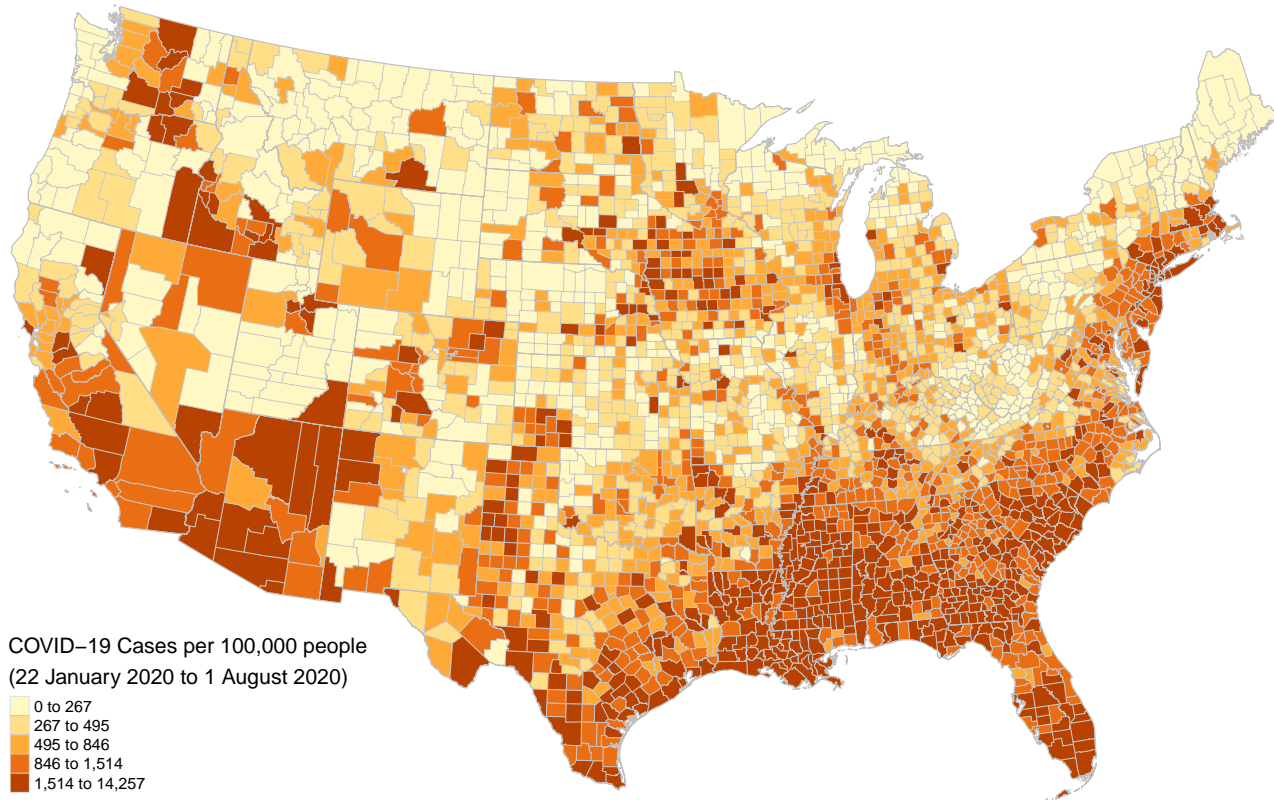 COVID−19 Cases per 100,000 people
(22 January 2020 to 1 August 2020)
0 to 267
267 to 495
495 to 846
846 to 1,514
1,514 to 14,257